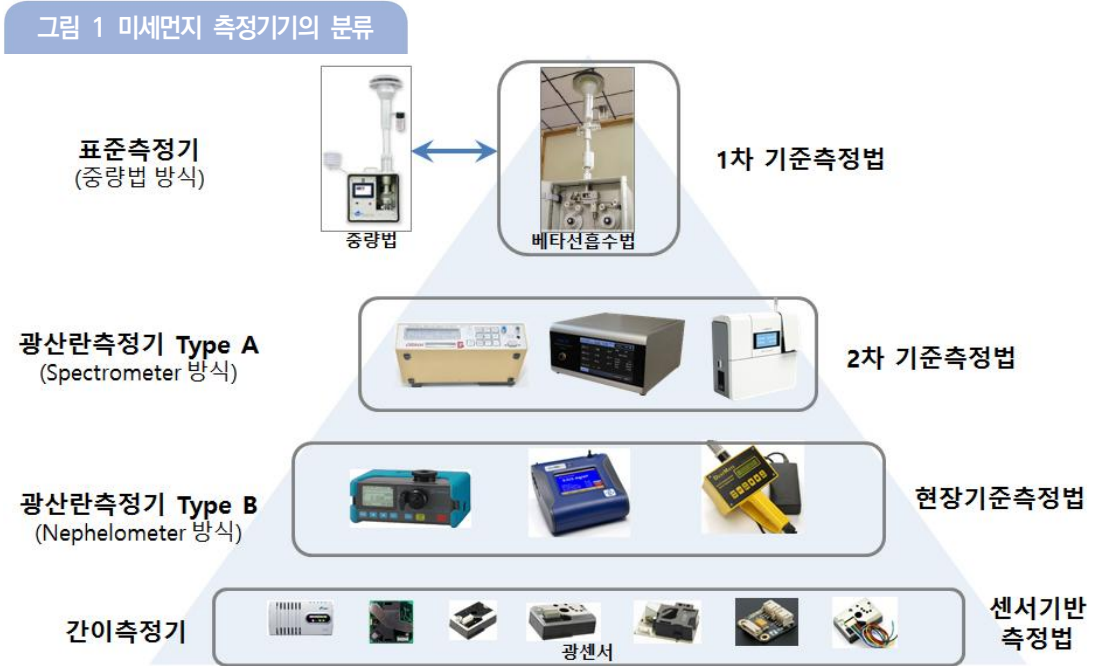 그림 1 미세먼지 측정기기의 분류
표준측정기
(중량법 방식)
1차 기준측정법
중량법
베타선흡수법
광산란측정기 Type A
(Spectrometer 방식)
2차 기준측정법
광산란측정기 Type B
(Nephelometer 방식)
현장기준측정법
간이측정기
광센서
센서기반
측정법